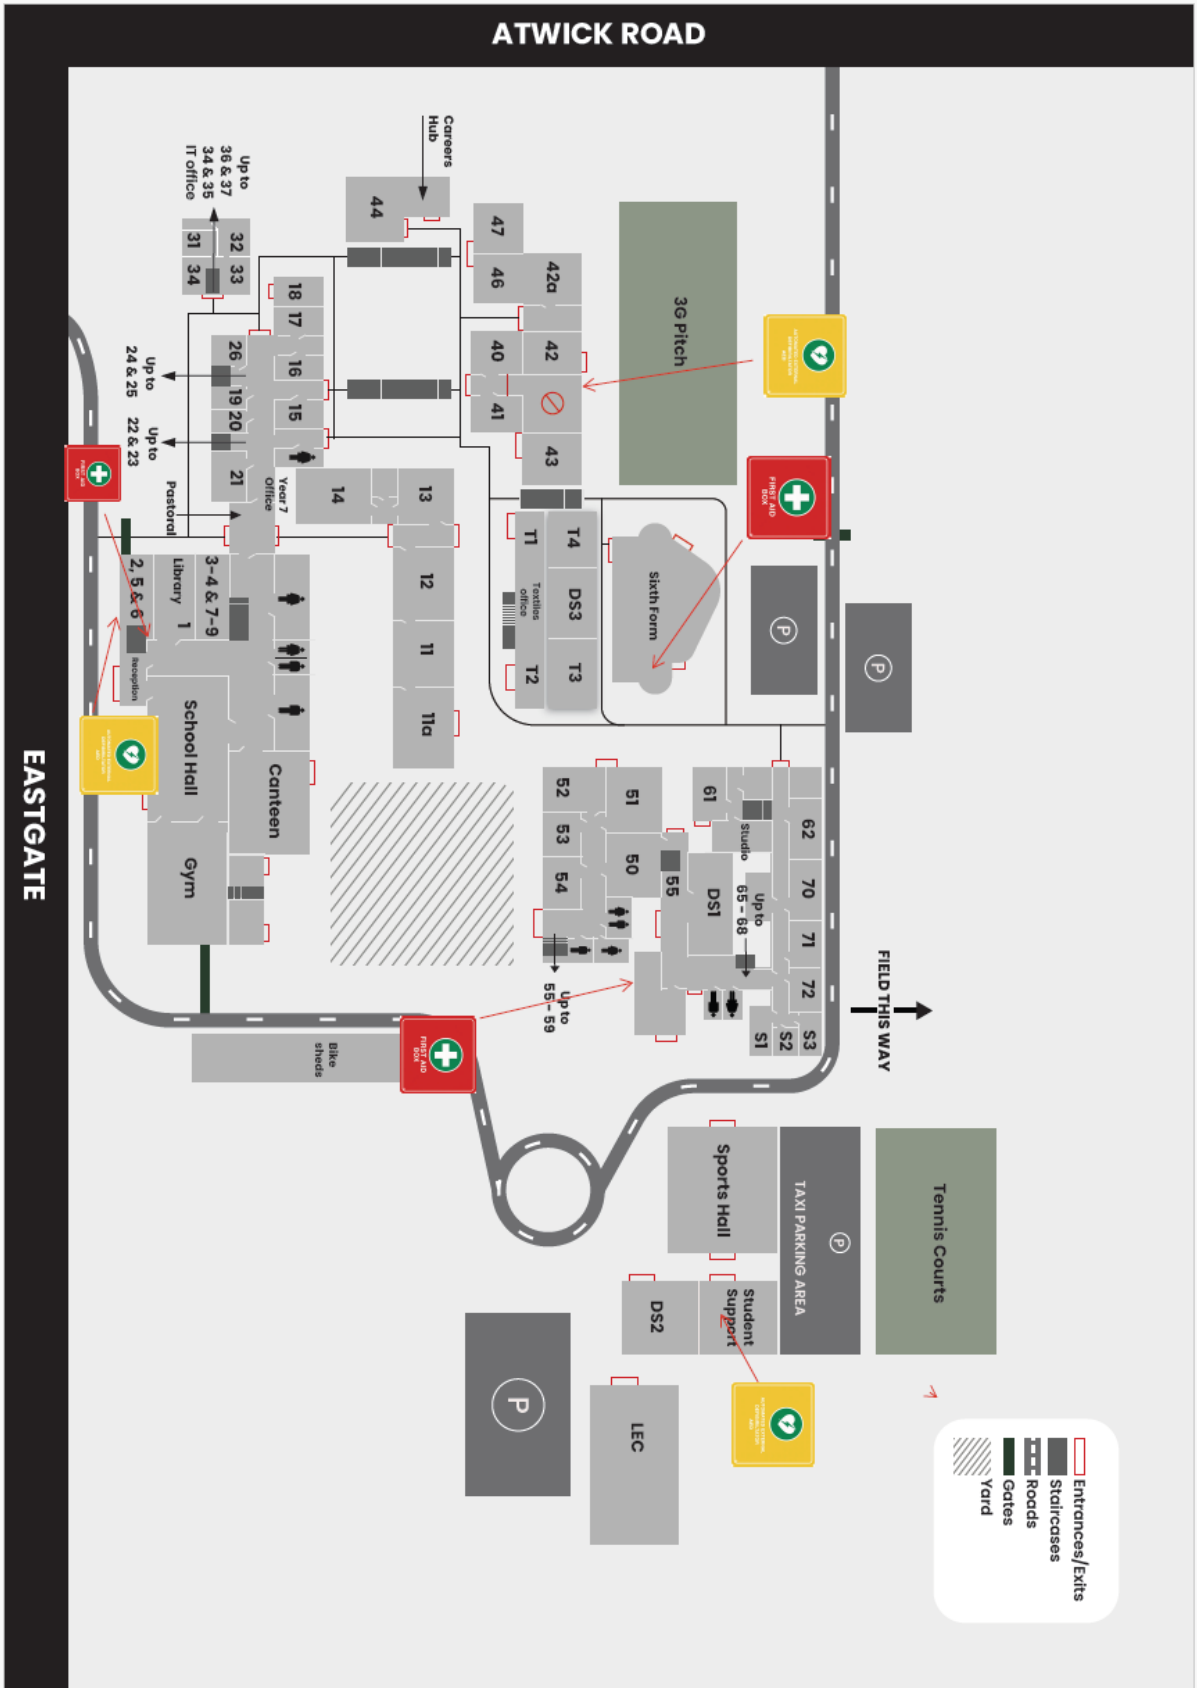 ATWICK ROAD
EASTGATE
Careers
Hub
Up to
36 & 37
34 & 35
IT office
44
47
46
42a
31
32
34
33
18
17
16
15
26
19
20
21
Up to
24 & 25
Up to
22 & 23
Pastoral
Year 7
Office
40
41
42
43
3G Pitch
14
13
12
11
11a
T1
T4
Textiles
office
DS3
T2
T3
Sixth Form
P
P
FIRST AID
BOX
FIRST AID
BOX
2, 5 & 6
Library
1
3-4 & 7-9
Reception
School Hall
Canteen
Gym
52
51
53
50
54
55
61
Studio
62
DS1
Up to
65 - 68
70
71
72
S1
S2
S3
Up to
55 - 59
FIELD THIS WAY
Bike
sheds
FIRST AID
BOX
Sports Hall
TAXI PARKING AREA
P
Tennis Courts
DS2
Student
Support
P
LEC
Entrances/Exits
Staircases
Roads
Gates
Yard